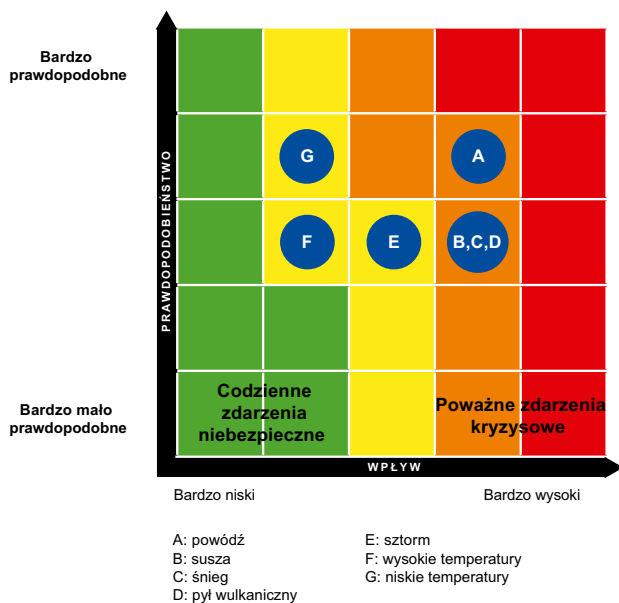 Bardzo
prawdopodobne
PRAWDOPODOBIEŃSTWO
G
A
F
E
B,C,D
Bardzo mało
prawdopodobne
Codzienne
zdarzenia
niebezpieczne
Poważne zdarzenia
kryzysowe
WPŁYW
Bardzo niski
Bardzo wysoki
A: powódź
B: susza
C: śnieg
D: pył wulkaniczny
E: sztorm
F: wysokie temperatury
G: niskie temperatury